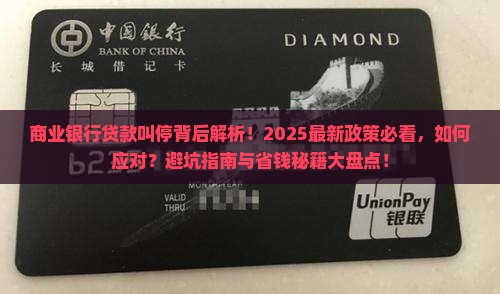 中国银行
BANK OF CHINA
DIAMOND
长城借记卡
商业银行贷款叫停背后解析！2025最新政策必看，如何
应对？避坑指南与省钱秘籍大盘点！
MONTH/YEAR
VALID
THRU
UnionPay
银联